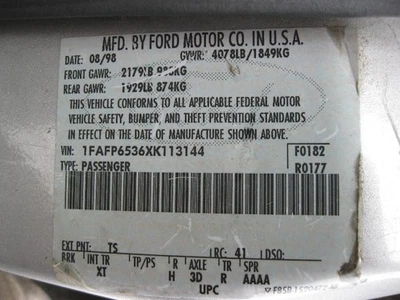 MFD. BY FORD MOTOR CO. IN U.S.A.
DATE: 08/98 GVWR: 4078LB/1849KG
FRONT GAWR: 2179LB 988KG
REAR GAWR: 1929LB 874KG
THIS VEHICLE CONFORMS TO ALL APPLICABLE FEDERAL MOTOR
VEHICLE SAFETY, BUMPER, AND THEFT PREVENTION STANDARDS
IN EFFECT ON THE DATE OF MANUFACTURE SHOWN ABOVE.
VIN: 1FAFP6536XK113144 F0182
TYPE: PASSENGER R0177
EXT PNT: TS RC: 41 DSO:
BRK INT TR TP/PS R AXLE TR SPR
XT H 3D R AAAA
UPC